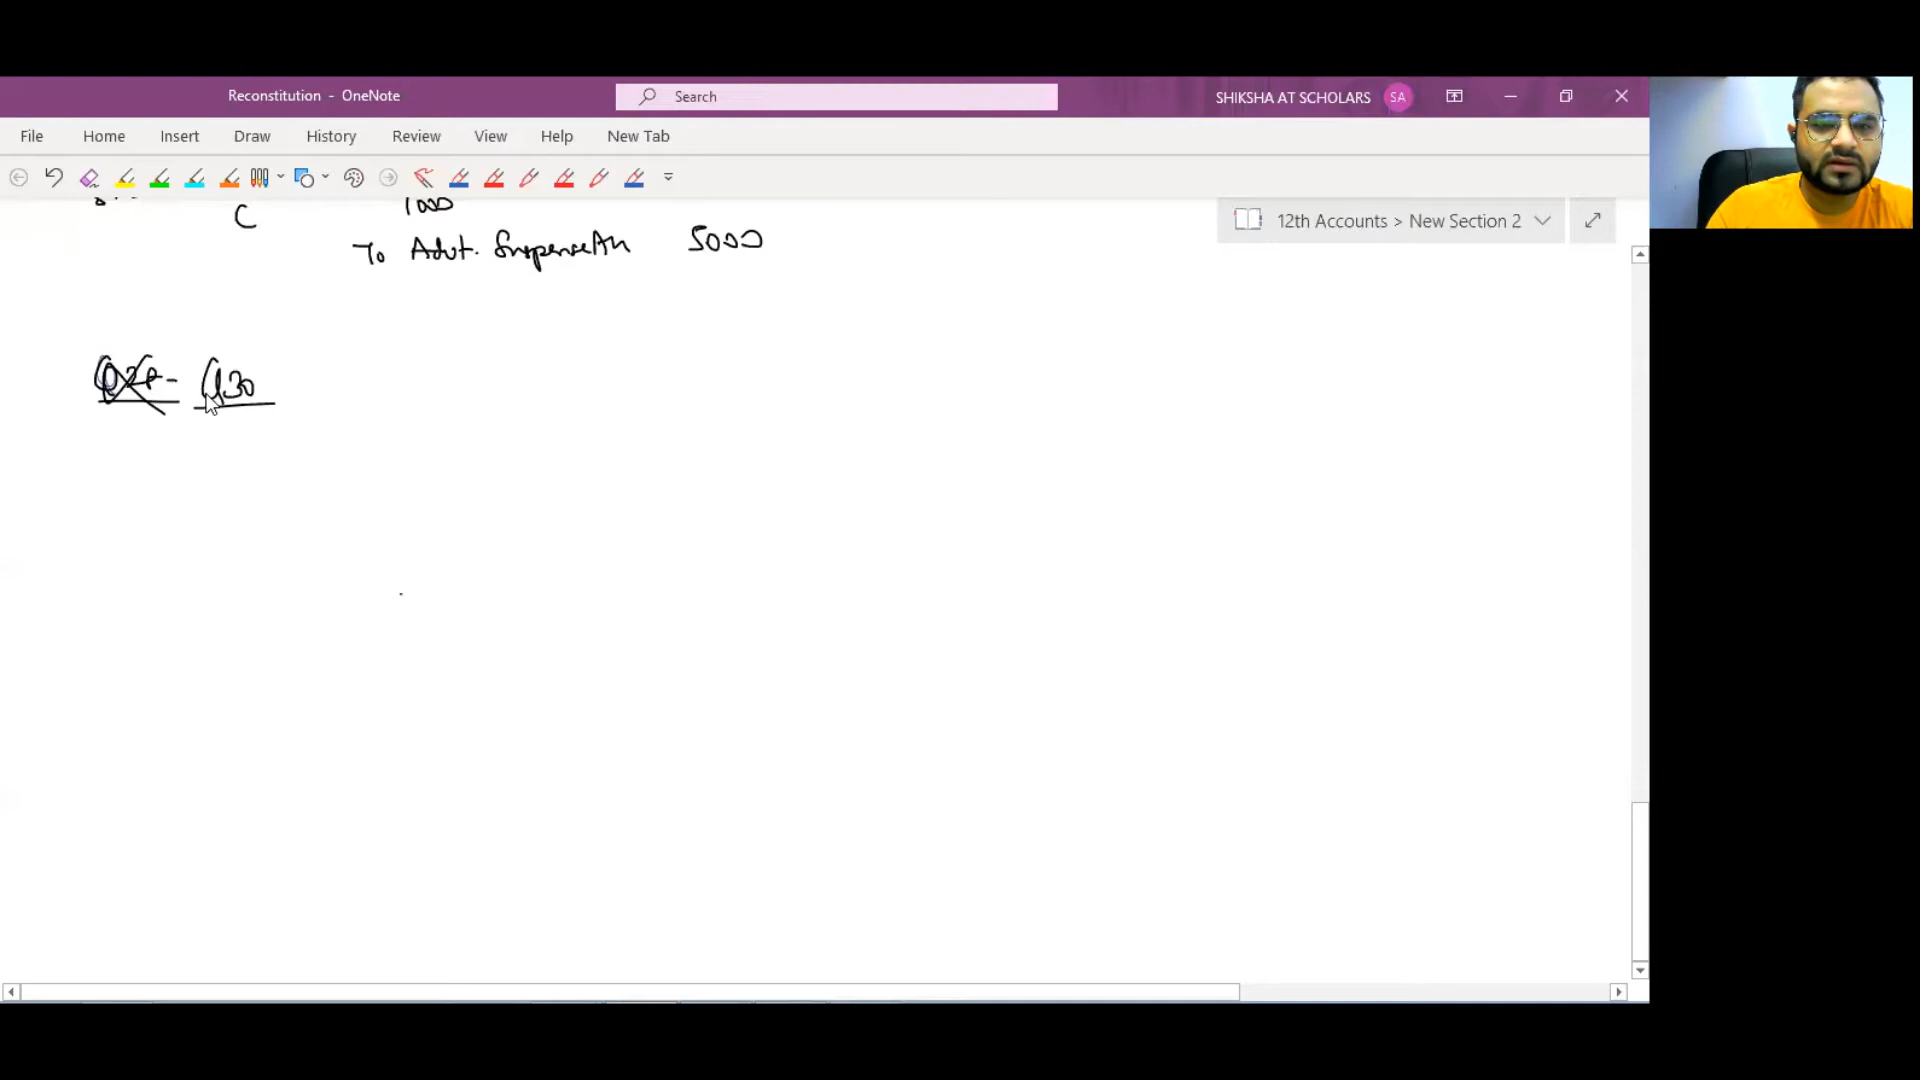 Reconstitution - OneNote
Search
SHIKSHA AT SCHOLARS SA
File Home Insert Draw History Review View Help New Tab
12th Accounts > New Section 2
1000
C
To Advt. Suspense A/c 5000
Q30